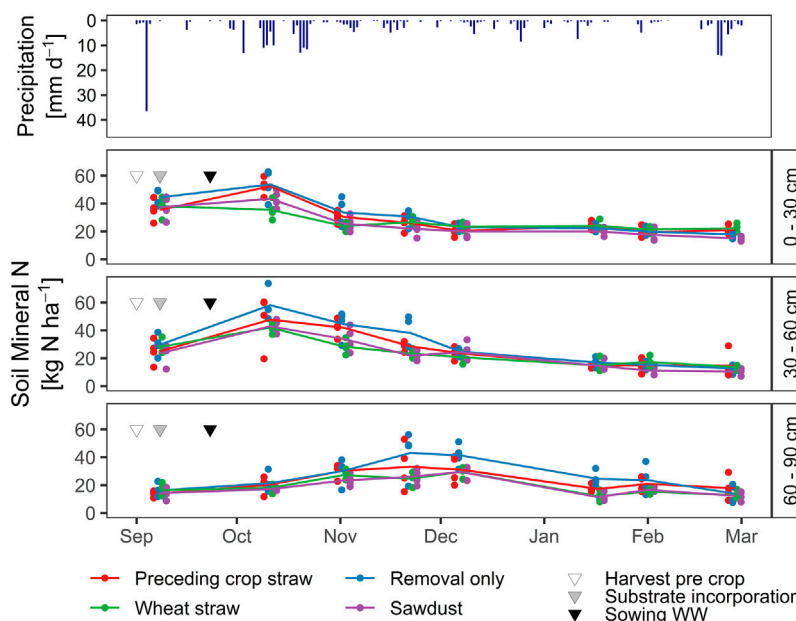 Precipitation
[mm d⁻¹]
0
10
20
30
40
Soil Mineral N
[kg N ha⁻¹]
60
40
20
0
0 - 30 cm
60
40
20
0
30 - 60 cm
60
40
20
0
60 - 90 cm
Sep Oct Nov Dec Jan Feb Mar
Preceding crop straw Removal only Harvest pre crop
Substrate incorporation
Wheat straw Sawdust Sowing WW